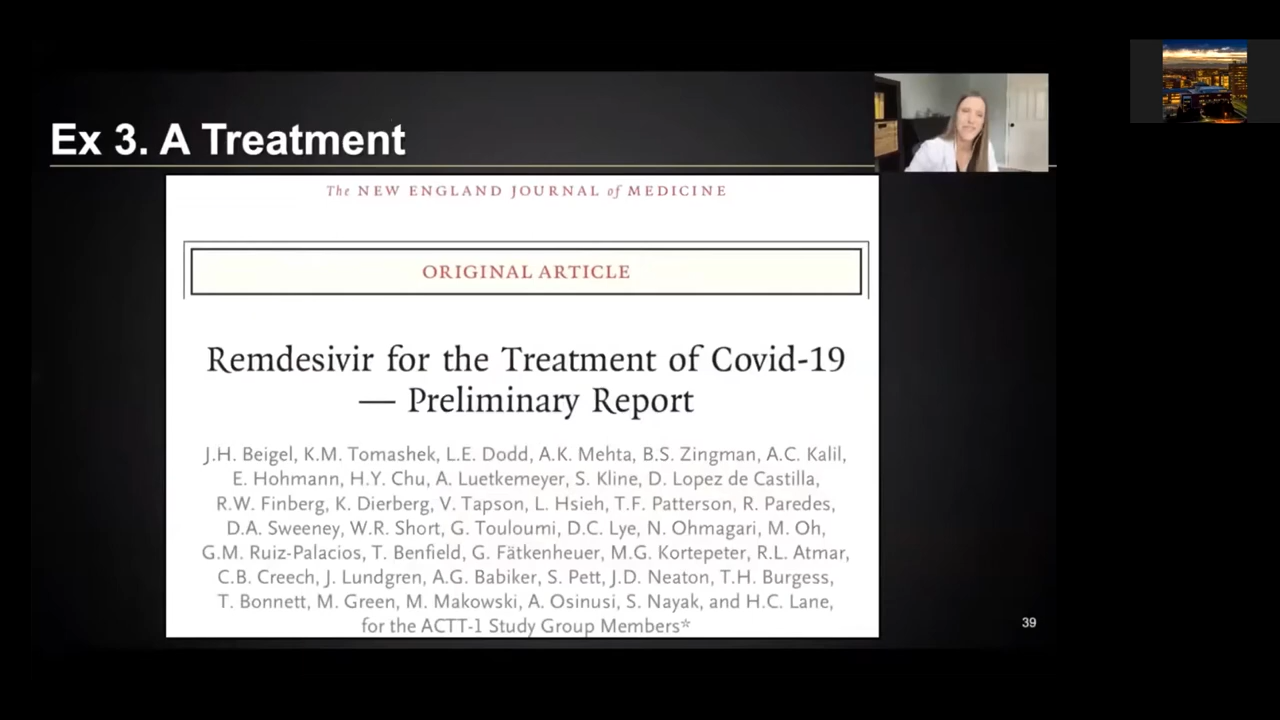 Ex 3. A Treatment
The NEW ENGLAND JOURNAL of MEDICINE
ORIGINAL ARTICLE
Remdesivir for the Treatment of Covid-19
— Preliminary Report
J.H. Beigel, K.M. Tomashek, L.E. Dodd, A.K. Mehta, B.S. Zingman, A.C. Kalil,
E. Hohmann, H.Y. Chu, A. Luetkemeyer, S. Kline, D. Lopez de Castilla,
R.W. Finberg, K. Dierberg, V. Tapson, L. Hsieh, T.F. Patterson, R. Paredes,
D.A. Sweeney, W.R. Short, G. Touloumi, D.C. Lye, N. Ohmagari, M. Oh,
G.M. Ruiz-Palacios, T. Benfield, G. Fätkenheuer, M.G. Kortepeter, R.L. Atmar,
C.B. Creech, J. Lundgren, A.G. Babiker, S. Pett, J.D. Neaton, T.H. Burgess,
T. Bonnett, M. Green, M. Makowski, A. Osinusi, S. Nayak, and H.C. Lane,
for the ACTT-1 Study Group Members*
39